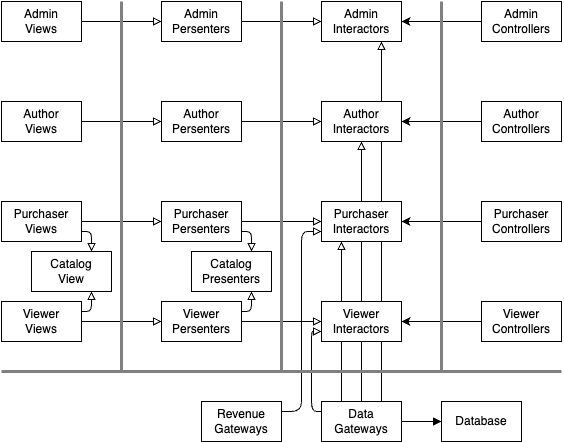 Admin
Views
Admin
Persenters
Admin
Interactors
Admin
Controllers
Author
Views
Author
Persenters
Author
Interactors
Author
Controllers
Purchaser
Views
Purchaser
Persenters
Purchaser
Interactors
Purchaser
Controllers
Catalog
View
Catalog
Presenters
Viewer
Views
Viewer
Persenters
Viewer
Interactors
Viewer
Controllers
Revenue
Gateways
Data
Gateways
Database